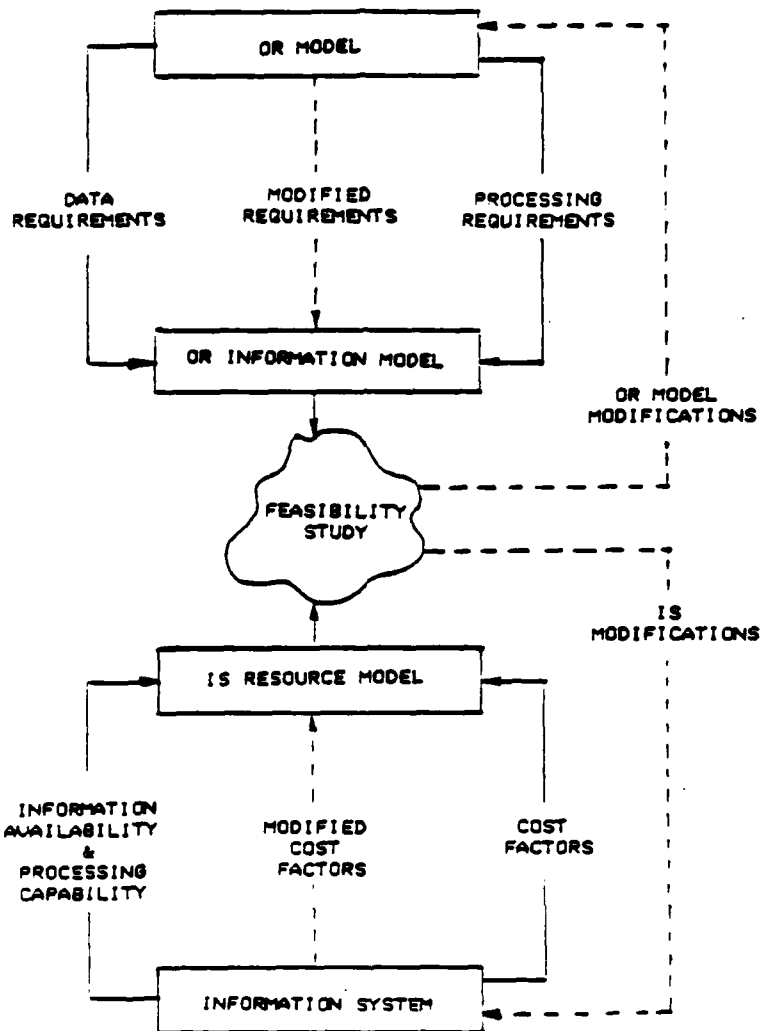 OR MODEL
DATA
REQUIREMENTS
MODIFIED
REQUIREMENTS
PROCESSING
REQUIREMENTS
OR INFORMATION MODEL
OR MODEL
MODIFICATIONS
FEASIBILITY
STUDY
IS
MODIFICATIONS
IS RESOURCE MODEL
INFORMATION
AVAILABILITY
&
PROCESSING
CAPABILITY
MODIFIED
COST
FACTORS
COST
FACTORS
INFORMATION SYSTEM